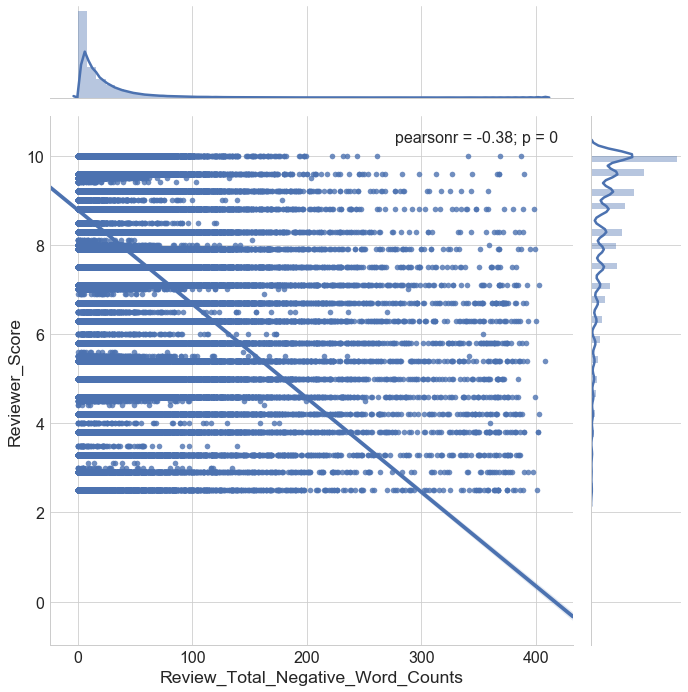 pearsonr = -0.38; p = 0
10
8
6
4
2
0
Reviewer_Score
0 100 200 300 400
Review_Total_Negative_Word_Counts